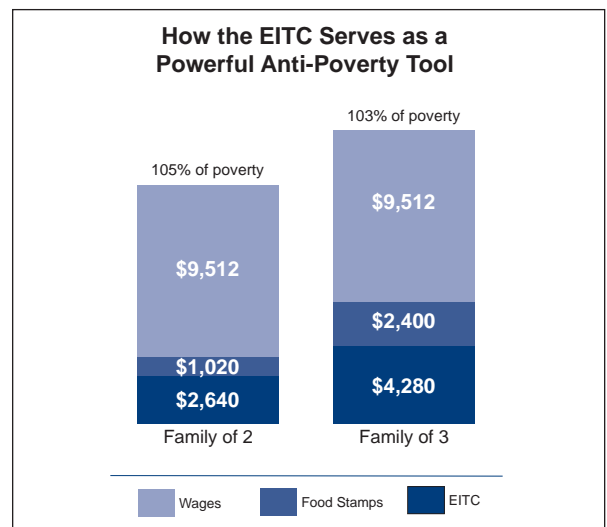 How the EITC Serves as a
Powerful Anti-Poverty Tool
103% of poverty
105% of poverty
$9,512
$9,512
$2,400
$1,020
$4,280
$2,640
Family of 2
Family of 3
Wages
Food Stamps
EITC